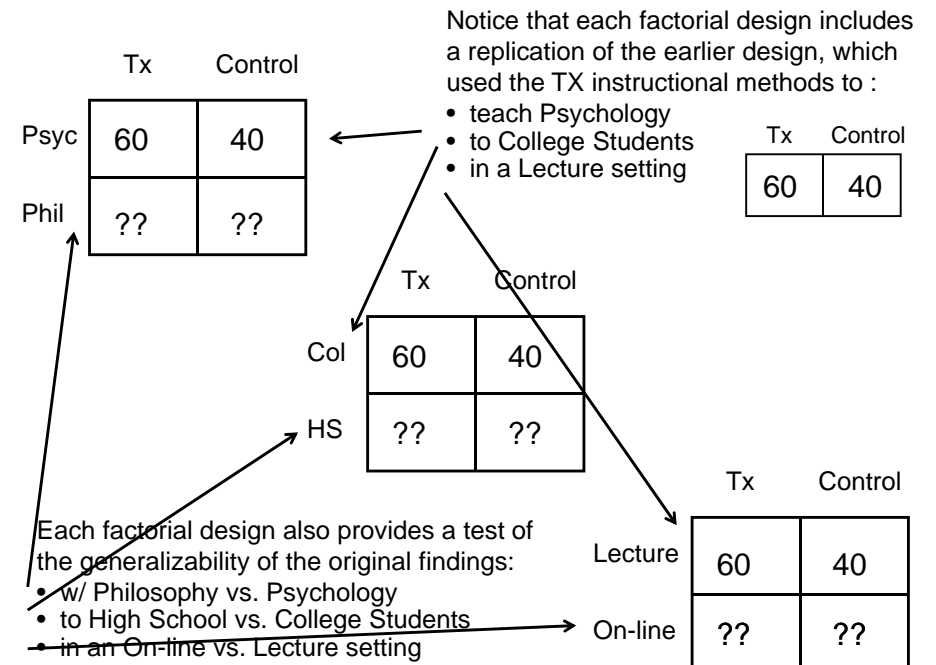 Notice that each factorial design includes
a replication of the earlier design, which
used the TX instructional methods to :
• teach Psychology
• to College Students
• in a Lecture setting
Tx Control
60 40
Tx Control
Psyc 60 40
Phil ?? ??
Tx Control
Col 60 40
HS ?? ??
Tx Control
Lecture 60 40
On-line ?? ??
Each factorial design also provides a test of
the generalizability of the original findings:
• w/ Philosophy vs. Psychology
• to High School vs. College Students
• in an On-line vs. Lecture setting